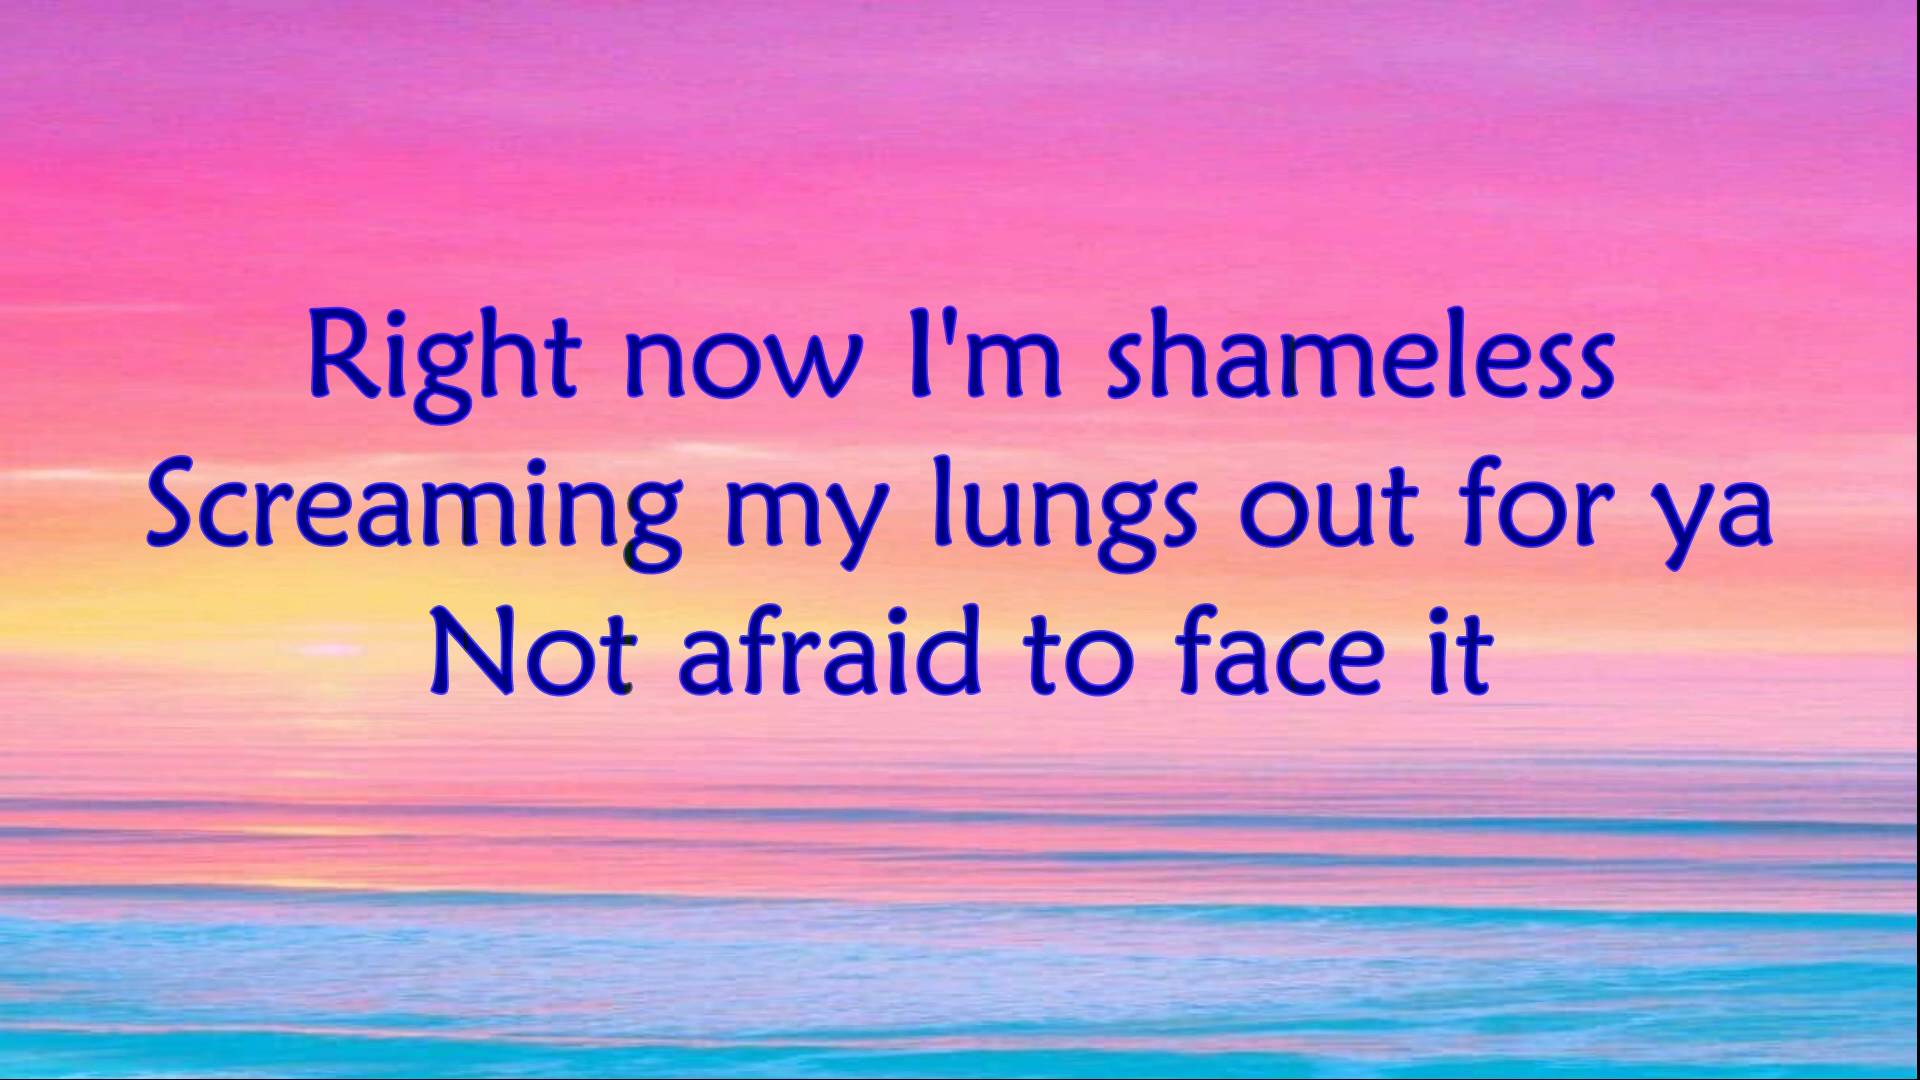 Right now I'm shameless
Screaming my lungs out for ya
Not afraid to face it